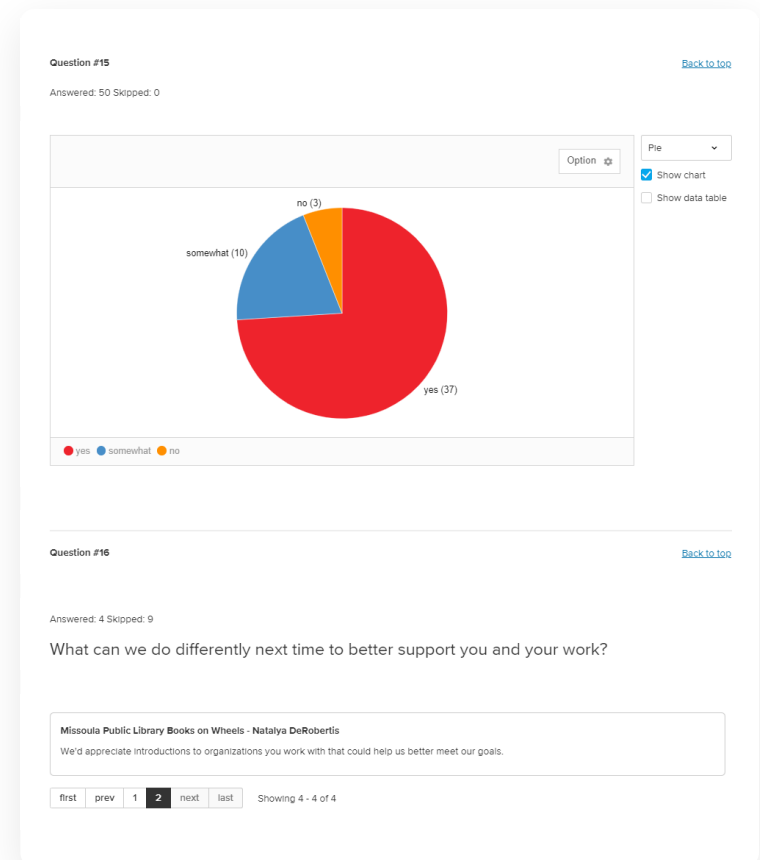 Question #15
Back to top
Answered: 50 Skipped: 0
Option
Pie
Show chart
Show data table
no (3)
somewhat (10)
yes (37)
yes somewhat no
Question #16
Back to top
Answered: 4 Skipped: 9
What can we do differently next time to better support you and your work?
Missoula Public Library Books on Wheels - Natalya DeRobertis
We'd appreciate introductions to organizations you work with that could help us better meet our goals.
first prev 1 2 next last Showing 4 - 4 of 4